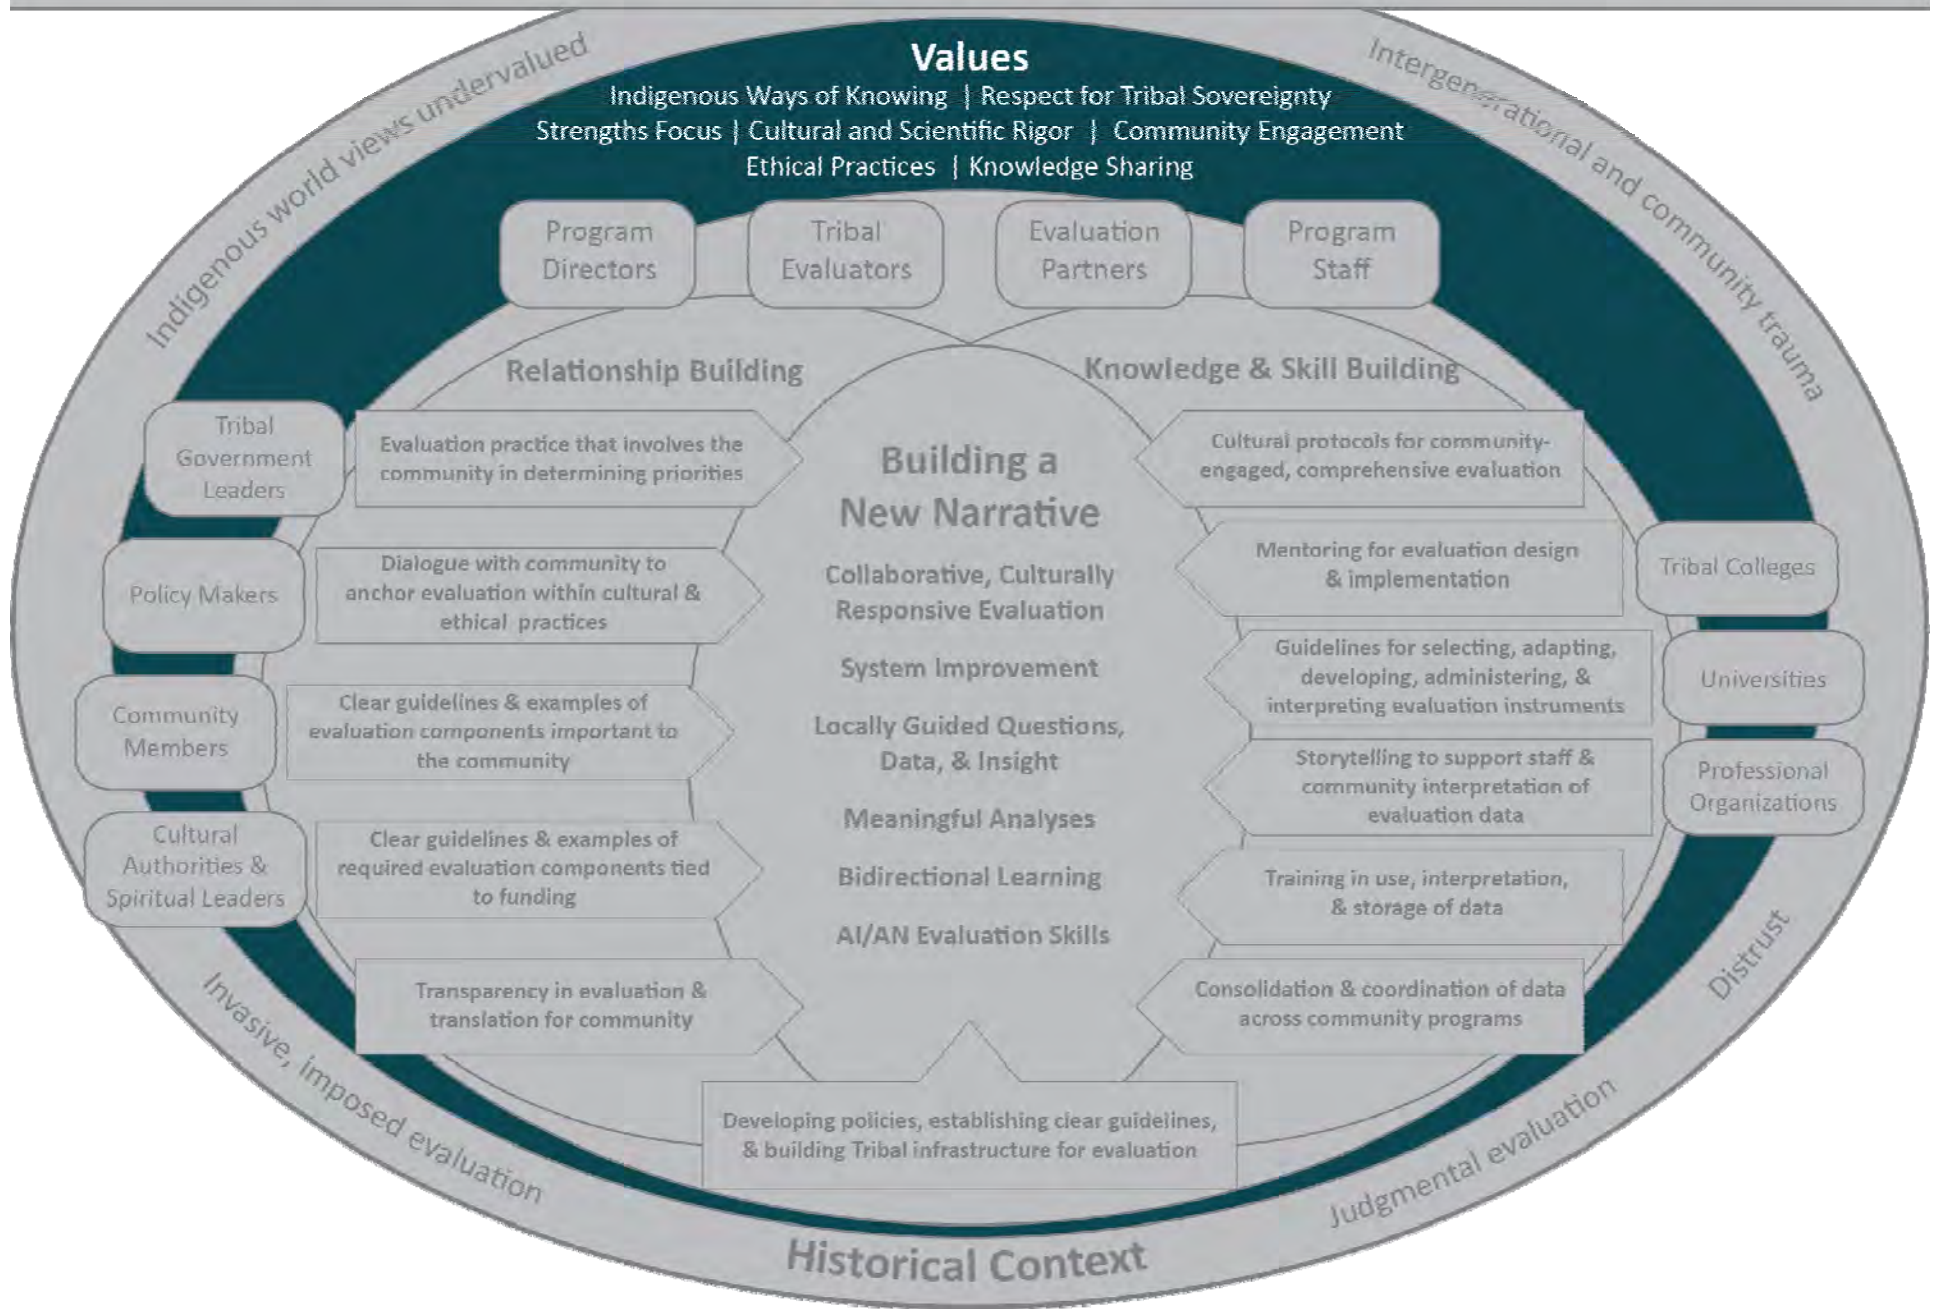 Values
Indigenous Ways of Knowing | Respect for Tribal Sovereignty
Strengths Focus | Cultural and Scientific Rigor | Community Engagement
Ethical Practices | Knowledge Sharing
Indigenous world views undervalued
Intergenerational and community trauma
Program
Directors
Tribal
Evaluators
Evaluation
Partners
Program
Staff
Relationship Building
Knowledge & Skill Building
Tribal
Government
Leaders
Policy Makers
Community
Members
Cultural
Authorities &
Spiritual Leaders
Evaluation practice that involves the
community in determining priorities
Dialogue with community to
anchor evaluation within cultural &
ethical practices
Clear guidelines & examples of
evaluation components important to
the community
Clear guidelines & examples of
required evaluation components tied
to funding
Transparency in evaluation &
translation for community
Building a
New Narrative
Collaborative, Culturally
Responsive Evaluation
System Improvement
Locally Guided Questions,
Data, & Insight
Meaningful Analyses
Bidirectional Learning
AI/AN Evaluation Skills
Cultural protocols for community-
engaged, comprehensive evaluation
Mentoring for evaluation design
& implementation
Guidelines for selecting, adapting,
developing, administering, &
interpreting evaluation instruments
Storytelling to support staff &
community interpretation of
evaluation data
Training in use, interpretation,
& storage of data
Consolidation & coordination of data
across community programs
Tribal Colleges
Universities
Professional
Organizations
Developing policies, establishing clear guidelines,
& building Tribal infrastructure for evaluation
Invasive, imposed evaluation
Judgmental evaluation
Distrust
Historical Context